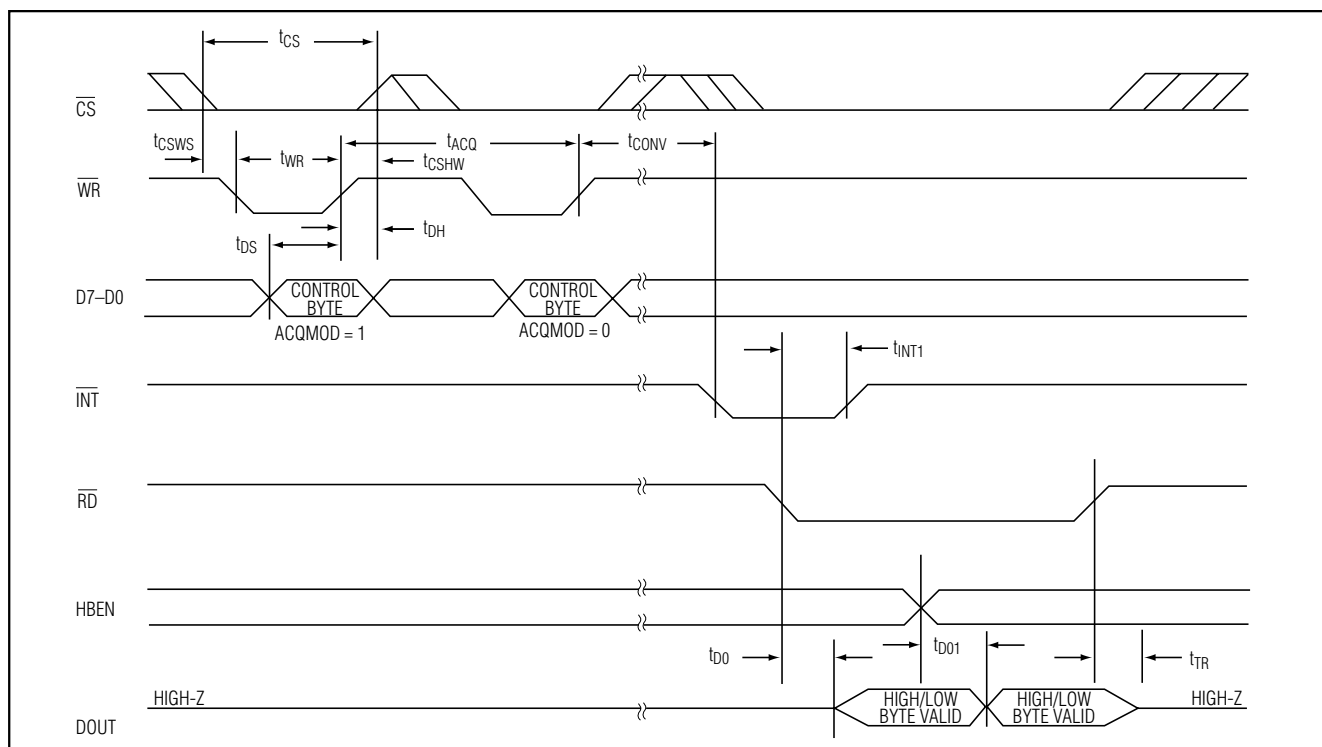 tCS
CS
tCSWS
tWR
tACQ
tCONV
tCSHW
WR
tDS
tDH
D7–D0
CONTROL
BYTE
ACQMOD = 1
CONTROL
BYTE
ACQMOD = 0
tINT1
INT
RD
HBEN
tD0
tD01
tTR
DOUT
HIGH-Z
HIGH/LOW
BYTE VALID
HIGH/LOW
BYTE VALID
HIGH-Z